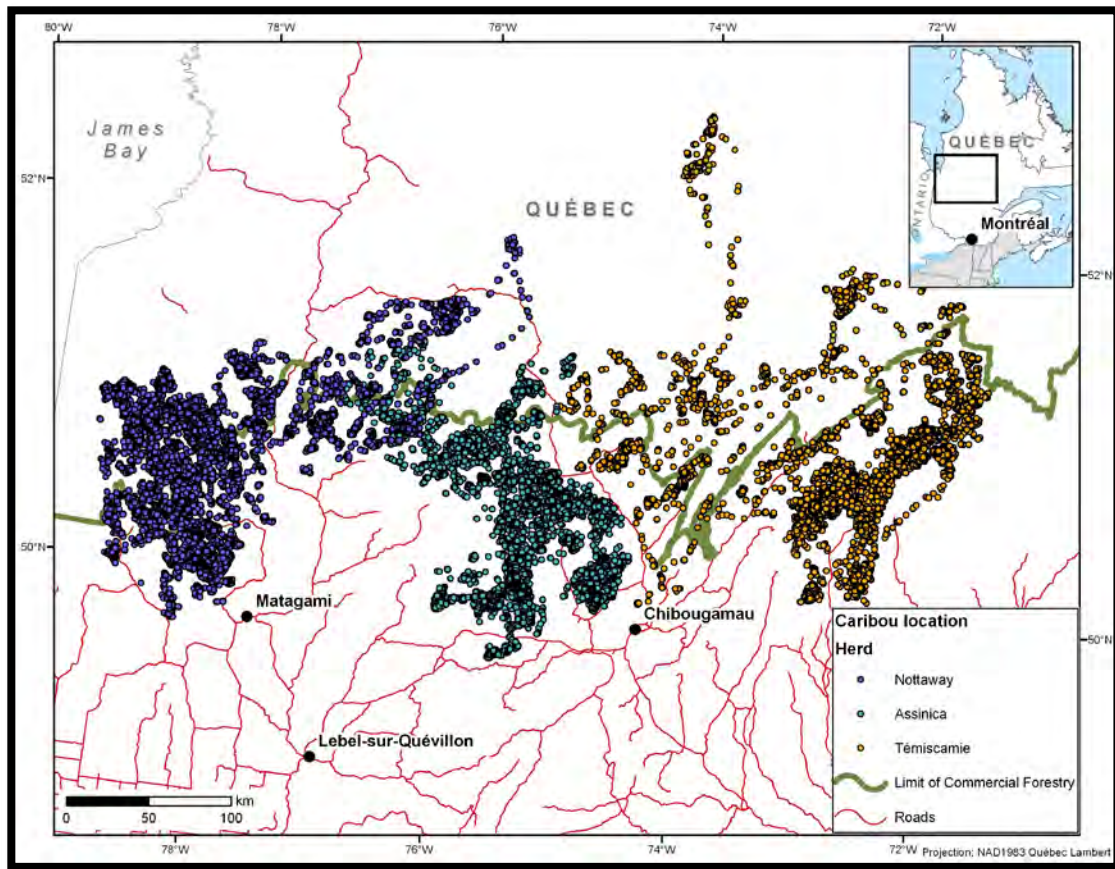 80°W
78°W
76°W
74°W
72°W
James
Bay
QUÉBEC
ONTARIO
Montréal
52°N
QUÉBEC
52°N
50°N
Matagami
Chibougamau
50°N
Lebel-sur-Quévillon
Caribou location
Herd
Nottaway
Assinica
Témiscamie
Limit of Commercial Forestry
Roads
km
0 50 100
78°W
76°W
74°W
72°W
Projection: NAD1983 Québec Lambert